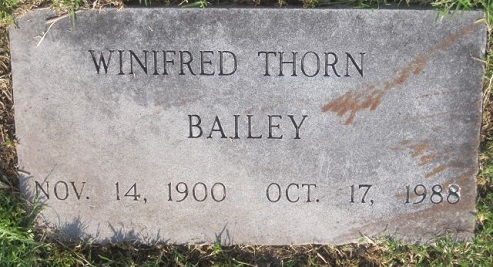 WINIFRED THORN
BAILEY
NOV. 14, 1900 OCT. 17, 1988